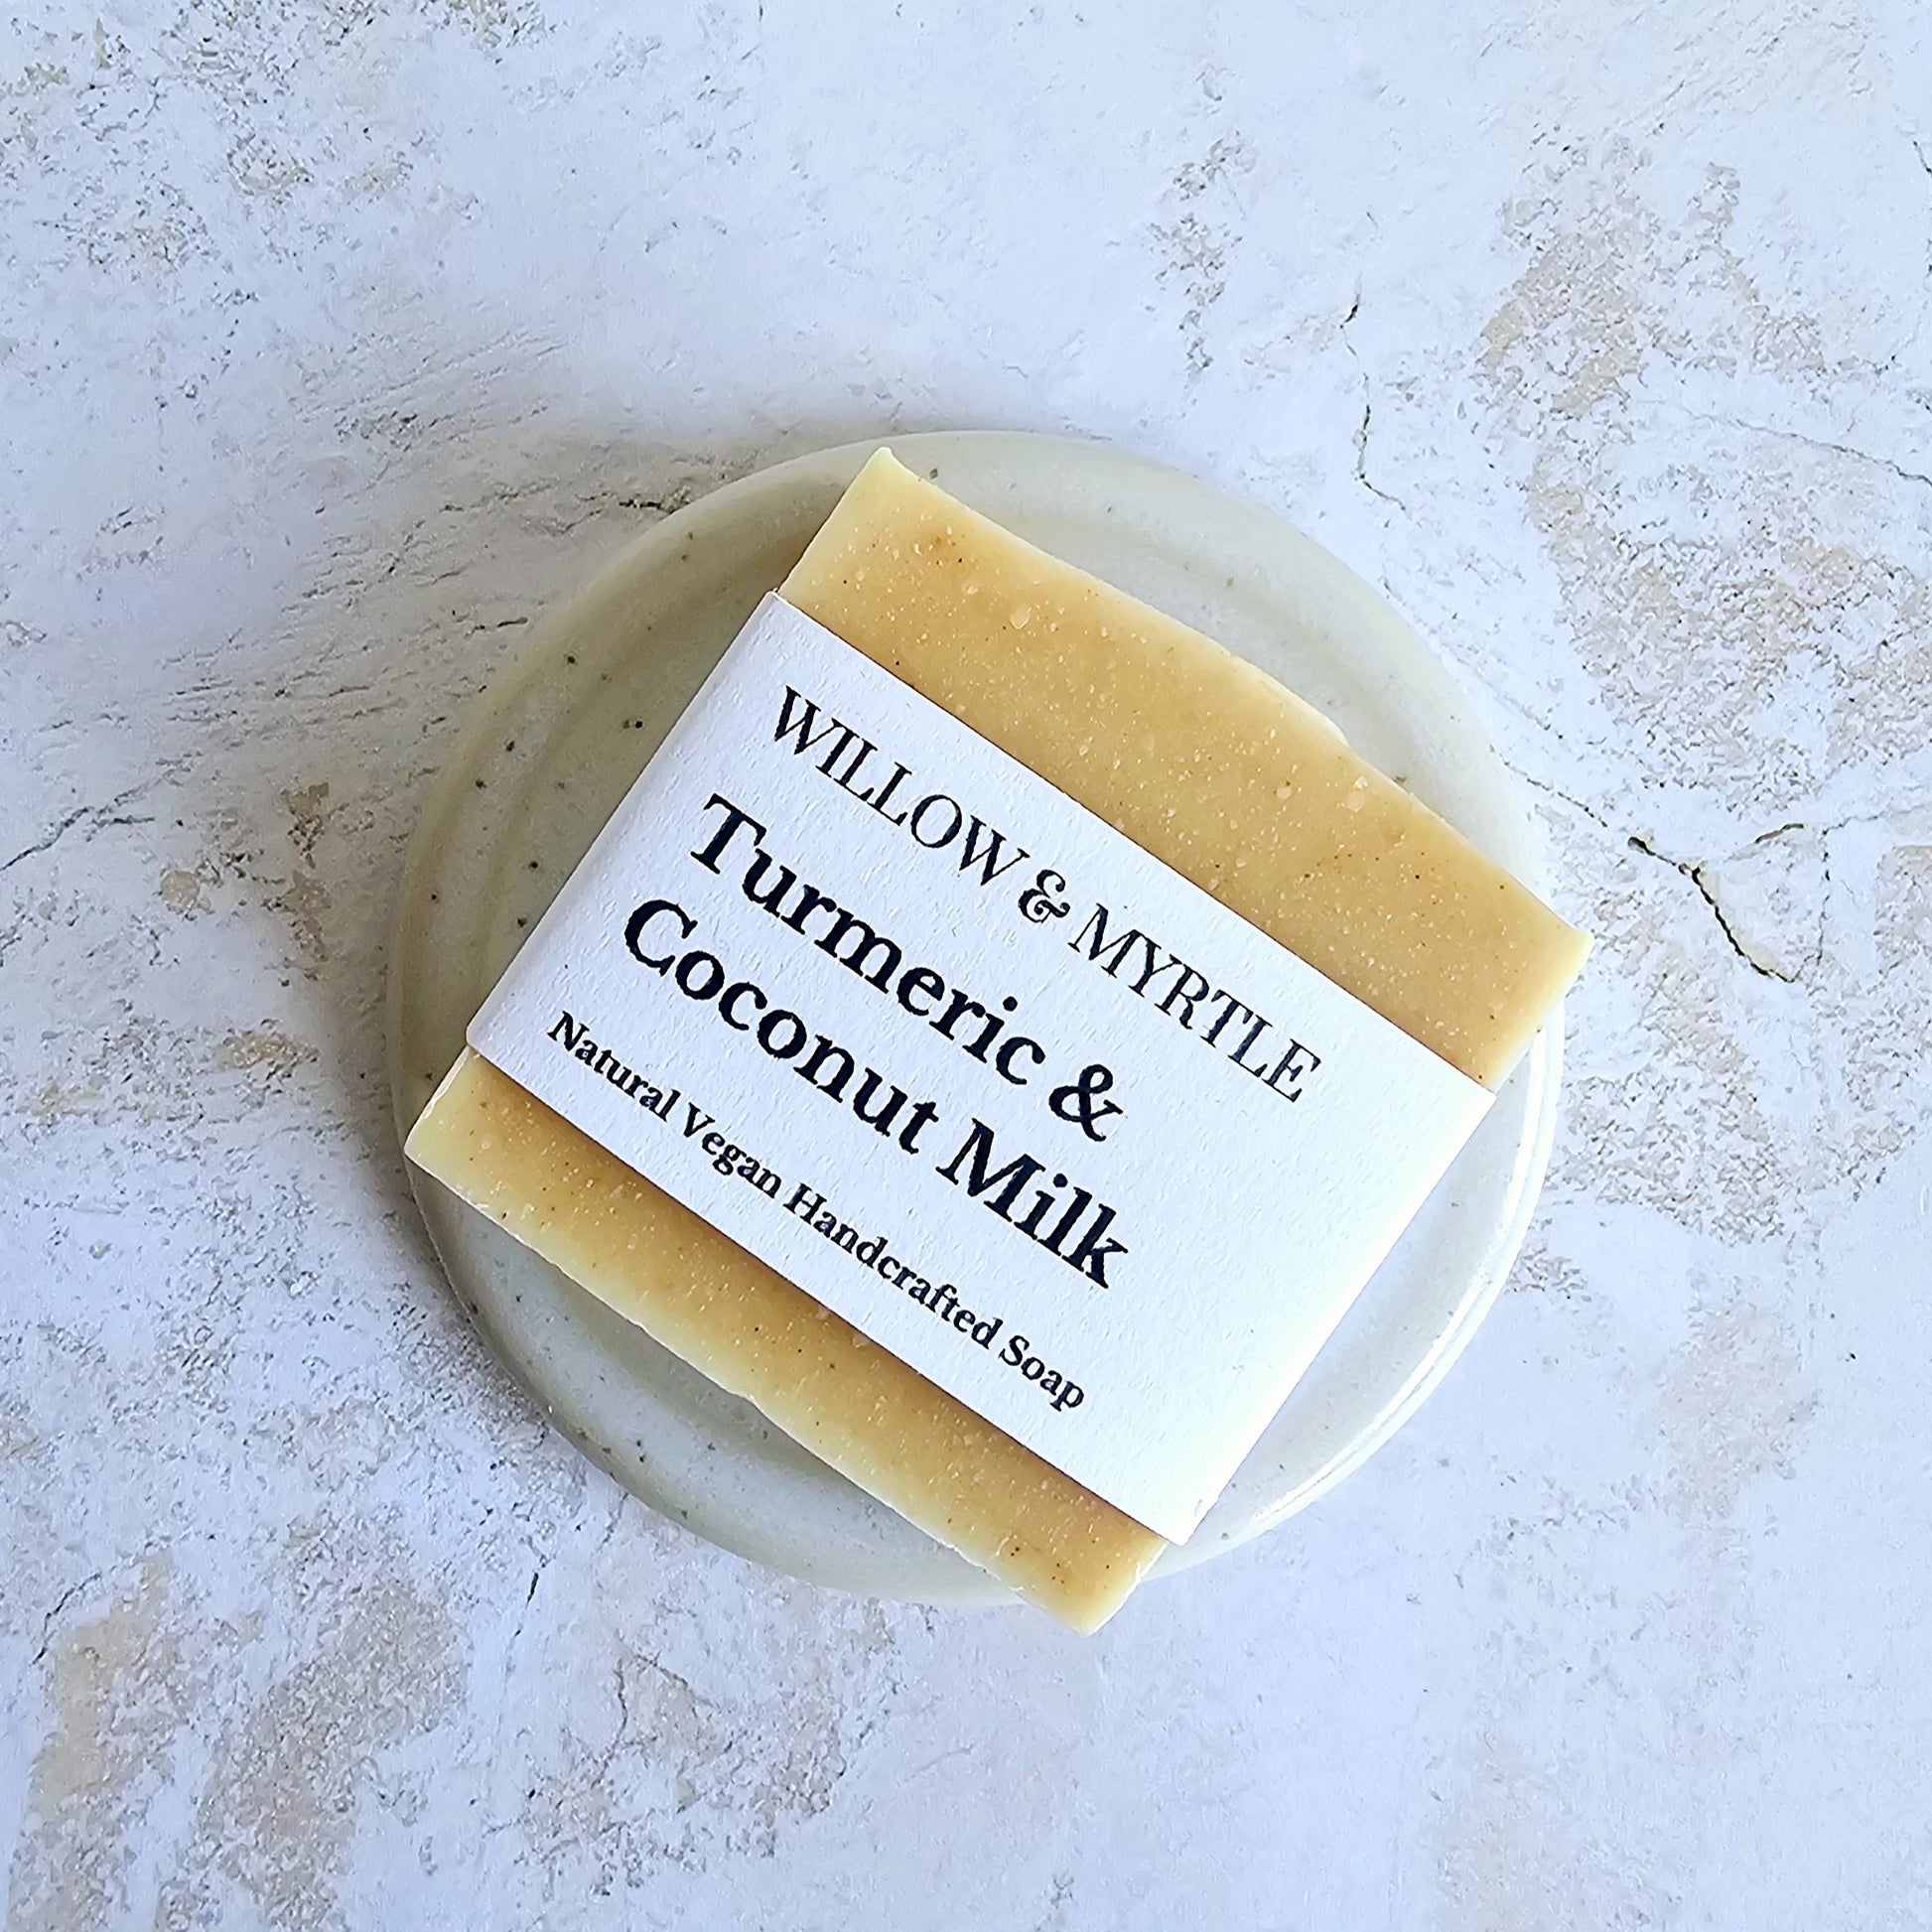 WILLOW & MYRTLE
Turmeric &
Coconut Milk
Natural Vegan Handcrafted Soap